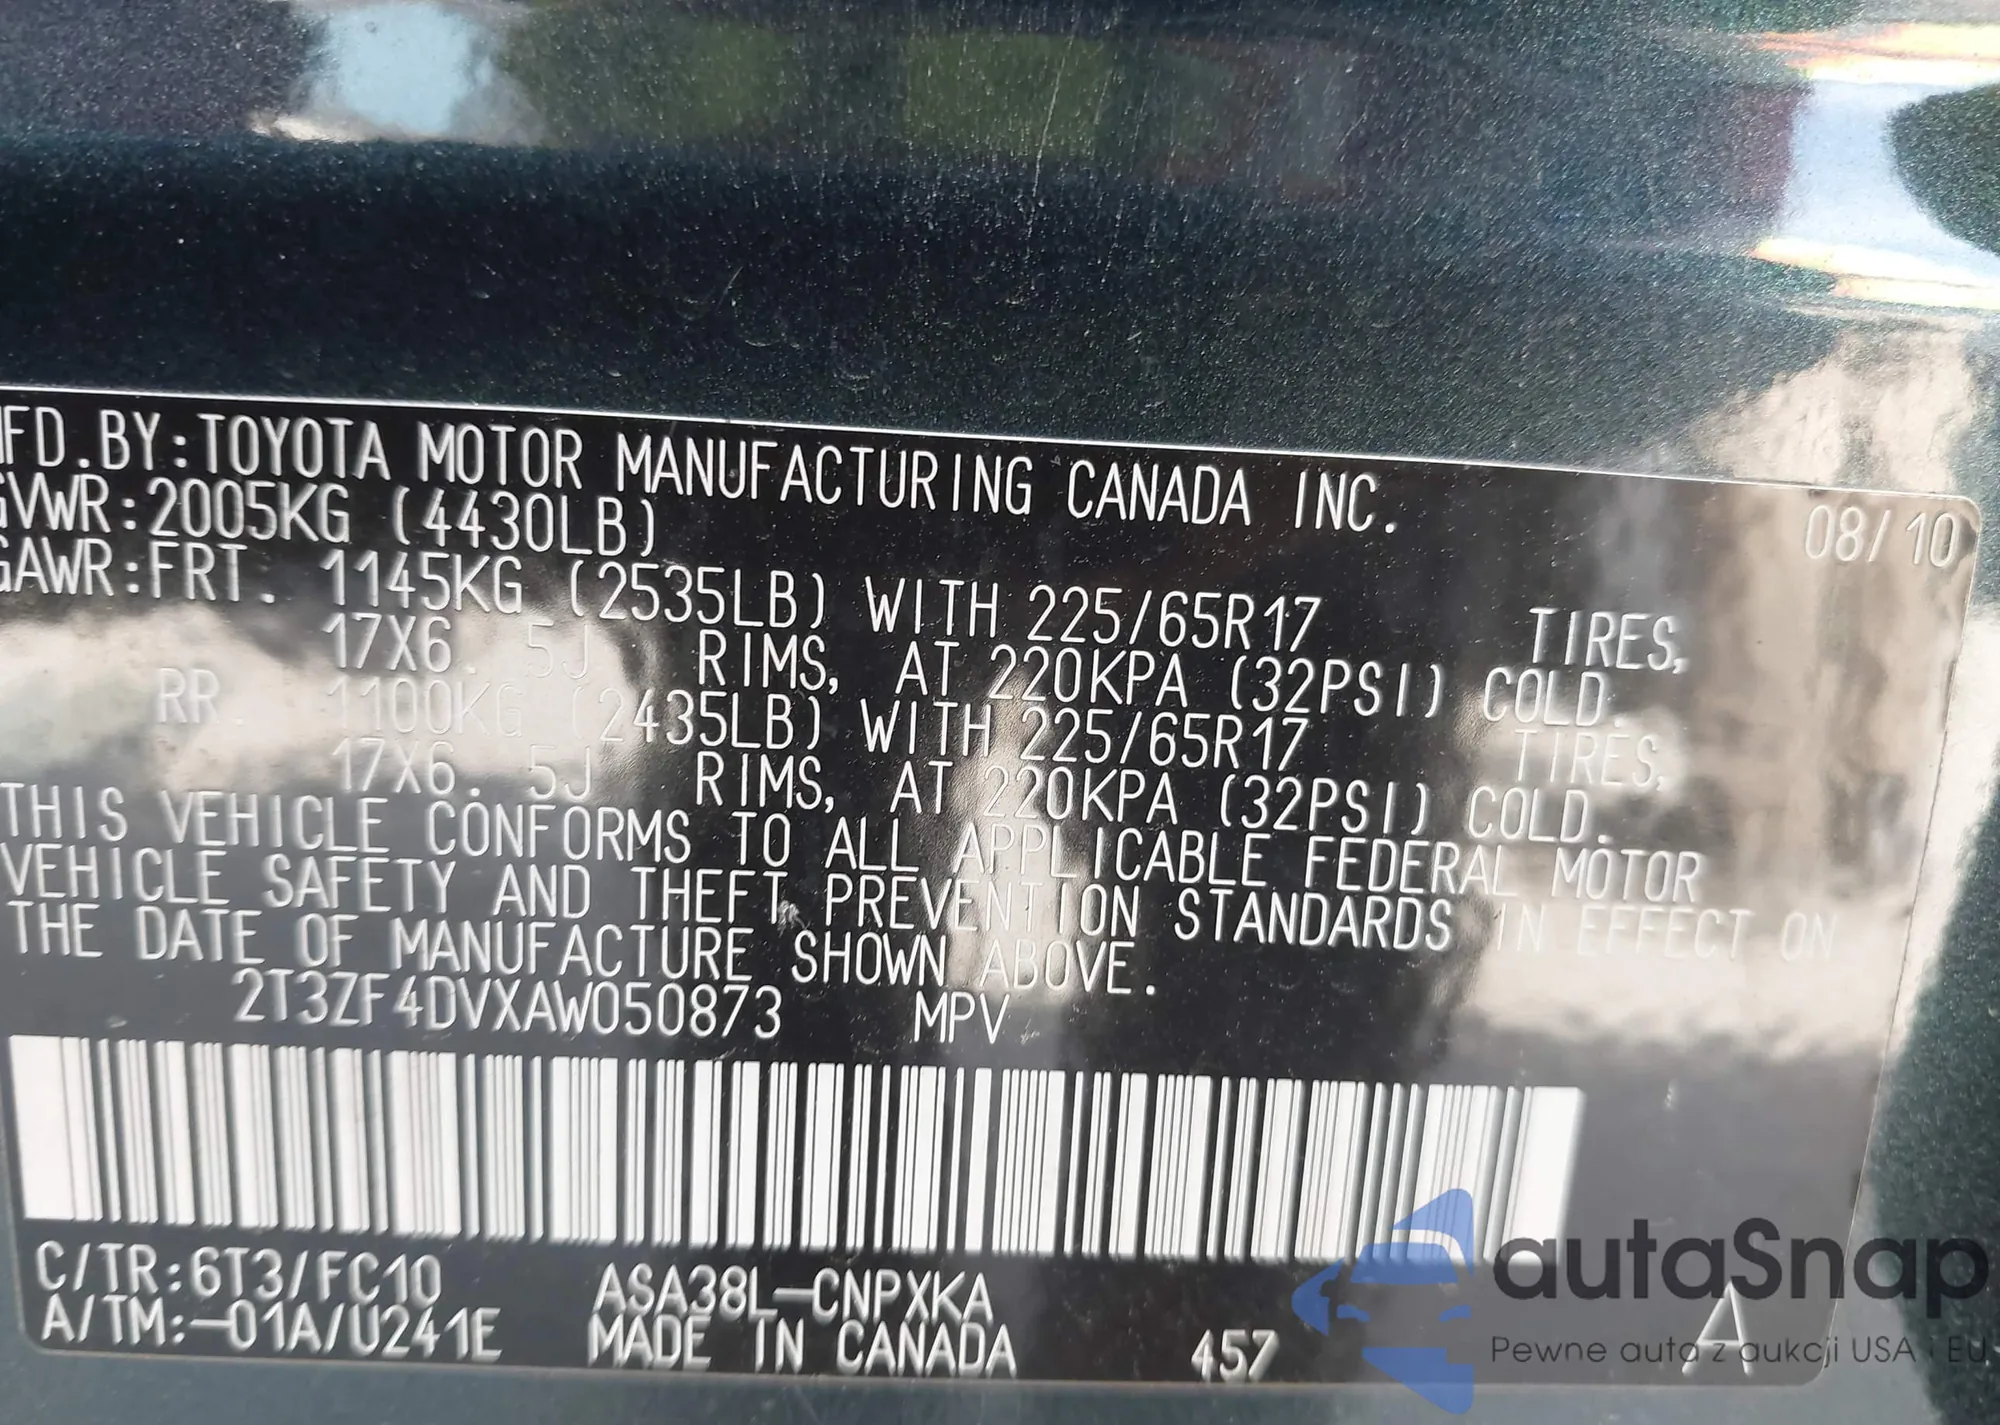 MFD.BY:TOYOTA MOTOR MANUFACTURING CANADA INC. 08/10
GVWR:2005KG (4430LB)
GAWR:FRT. 1145KG (2535LB) WITH 225/65R17 TIRES,
17X6.5J RIMS, AT 220KPA (32PSI) COLD.
RR. 1100KG (2435LB) WITH 225/65R17 TIRES,
17X6.5J RIMS, AT 220KPA (32PSI) COLD.
THIS VEHICLE CONFORMS TO ALL APPLICABLE FEDERAL MOTOR
VEHICLE SAFETY AND THEFT PREVENTION STANDARDS IN EFFECT ON
THE DATE OF MANUFACTURE SHOWN ABOVE.
2T3ZF4DVXAW050873 MPV
C/TR:6T3/FC10 ASA38L-CNPXKA
A/TM:-01A/U241E MADE IN CANADA 457 A
autoSnap
Pewne auta z aukcji USA i EU